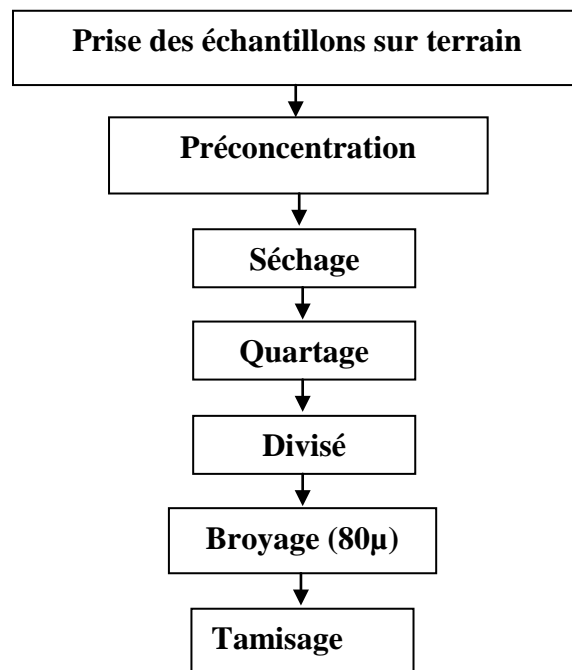 Prise des échantillons sur terrain
Préconcentration
Séchage
Quartage
Divisé
Broyage (80µ)
Tamisage